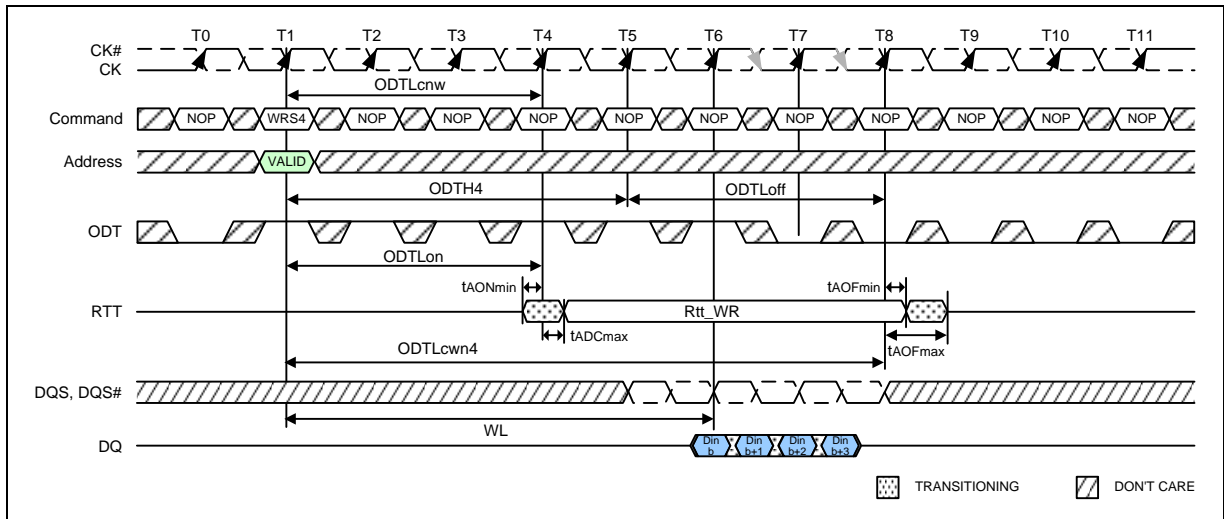 T0 T1 T2 T3 T4 T5 T6 T7 T8 T9 T10 T11
CK#
CK
ODTLcnw
Command NOP WRS4 NOP NOP NOP NOP NOP NOP NOP NOP NOP NOP
Address VALID
ODTH4 ODTLoff
ODT
ODTLon
tAONmin tAOFmin
RTT Rtt_WR
tADCmax tAOFmax
ODTLcwn4
DQS, DQS#
WL
DQ Din b Din b+1 Din b+2 Din b+3
TRANSITIONING DON'T CARE